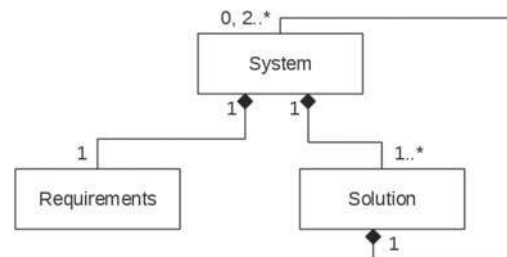 0, 2..*
System
1
1
1
1..*
Requirements
Solution
1